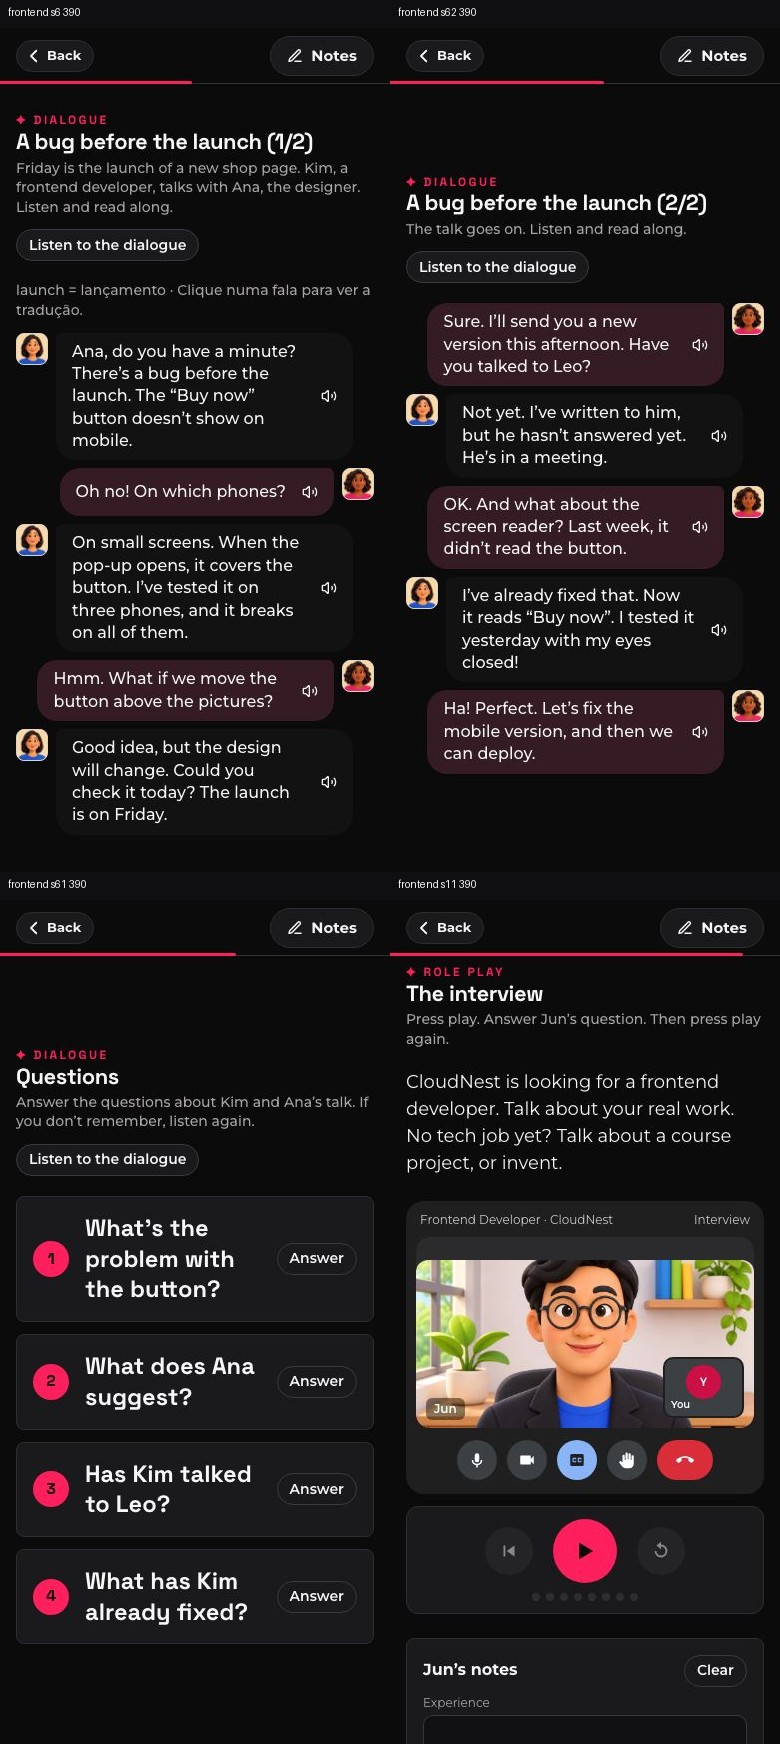 frontend s6 390
Back
Notes
DIALOGUE
A bug before the launch (1/2)
Friday is the launch of a new shop page. Kim, a
frontend developer, talks with Ana, the designer.
Listen and read along.
Listen to the dialogue
launch = lançamento · Clique numa fala para ver a
tradução.
Ana, do you have a minute?
There’s a bug before the
launch. The “Buy now”
button doesn’t show on
mobile.
Oh no! On which phones?
On small screens. When the
pop-up opens, it covers the
button. I’ve tested it on
three phones, and it breaks
on all of them.
Hmm. What if we move the
button above the pictures?
Good idea, but the design
will change. Could you
check it today? The launch
is on Friday.
frontend s62 390
Back
Notes
DIALOGUE
A bug before the launch (2/2)
The talk goes on. Listen and read along.
Listen to the dialogue
Sure. I’ll send you a new
version this afternoon. Have
you talked to Leo?
Not yet. I’ve written to him,
but he hasn’t answered yet.
He’s in a meeting.
OK. And what about the
screen reader? Last week, it
didn’t read the button.
I’ve already fixed that. Now
it reads “Buy now”. I tested it
yesterday with my eyes
closed!
Ha! Perfect. Let’s fix the
mobile version, and then we
can deploy.
frontend s61 390
Back
Notes
DIALOGUE
Questions
Answer the questions about Kim and Ana’s talk. If
you don’t remember, listen again.
Listen to the dialogue
1
What’s the
problem with
the button?
Answer
2
What does Ana
suggest?
Answer
3
Has Kim talked
to Leo?
Answer
4
What has Kim
already fixed?
Answer
frontend s11 390
Back
Notes
ROLE PLAY
The interview
Press play. Answer Jun’s question. Then press play
again.
CloudNest is looking for a frontend
developer. Talk about your real work.
No tech job yet? Talk about a course
project, or invent.
Frontend Developer · CloudNest
Interview
Jun
Y
You
CC
Jun’s notes
Clear
Experience